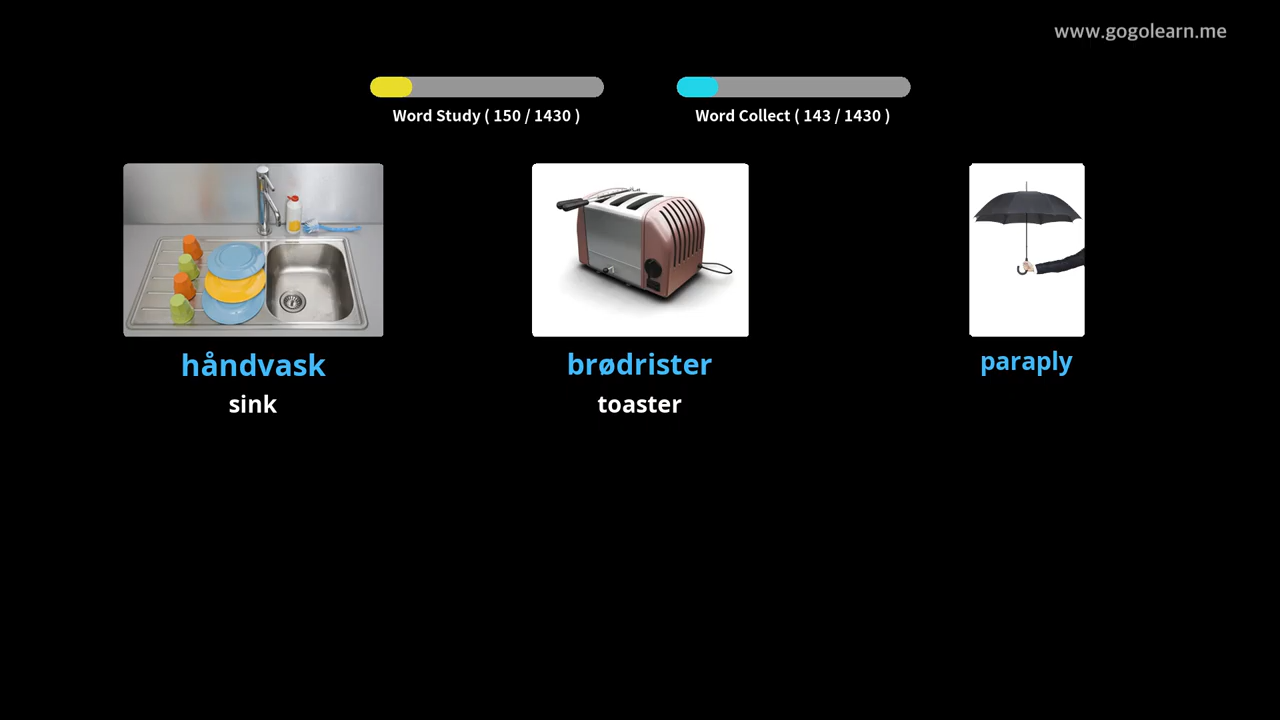 www.gogolearn.me
Word Study ( 150 / 1430 )
Word Collect ( 143 / 1430 )
håndvask
brødrister
paraply
sink
toaster